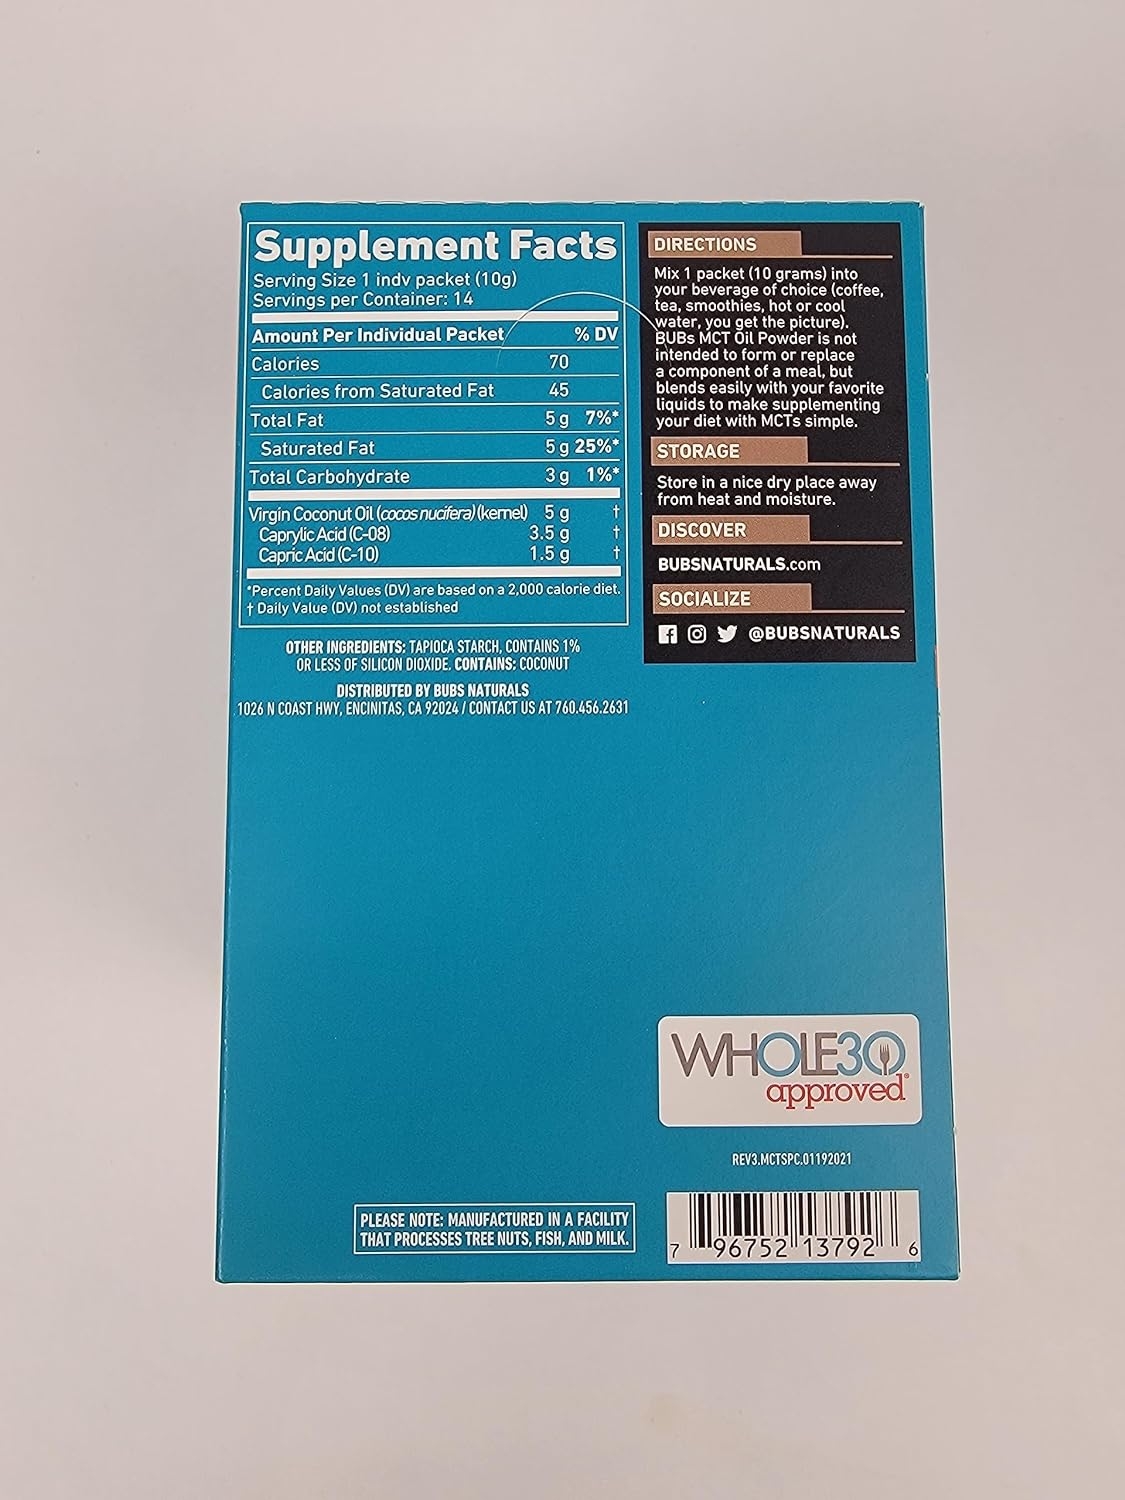 Supplement Facts
Serving Size 1 indv packet (10g)
Servings per Container: 14
Amount Per Individual Packet % DV
Calories 70
Calories from Saturated Fat 45
Total Fat 5 g 7%*
Saturated Fat 5 g 25%*
Total Carbohydrate 3 g 1%*
Virgin Coconut Oil (cocos nucifera) (kernel) 5 g †
Caprylic Acid (C-08) 3.5 g †
Capric Acid (C-10) 1.5 g †
*Percent Daily Values (DV) are based on a 2,000 calorie diet.
† Daily Value (DV) not established
OTHER INGREDIENTS: TAPIOCA STARCH, CONTAINS 1%
OR LESS OF SILICON DIOXIDE. CONTAINS: COCONUT
DISTRIBUTED BY BUBS NATURALS
1026 N COAST HWY, ENCINITAS, CA 92024 / CONTACT US AT 760.456.2631
DIRECTIONS
Mix 1 packet (10 grams) into
your beverage of choice (coffee,
tea, smoothies, hot or cool
water, you get the picture).
BUBs MCT Oil Powder is not
intended to form or replace
a component of a meal, but
blends easily with your favorite
liquids to make supplementing
your diet with MCTs simple.
STORAGE
Store in a nice dry place away
from heat and moisture.
DISCOVER
BUBSNATURALS.com
SOCIALIZE
@BUBSNATURALS
WHOLE30
approved®
REV3.MCTSPC.01192021
PLEASE NOTE: MANUFACTURED IN A FACILITY
THAT PROCESSES TREE NUTS, FISH, AND MILK.
7 96752 13792 6